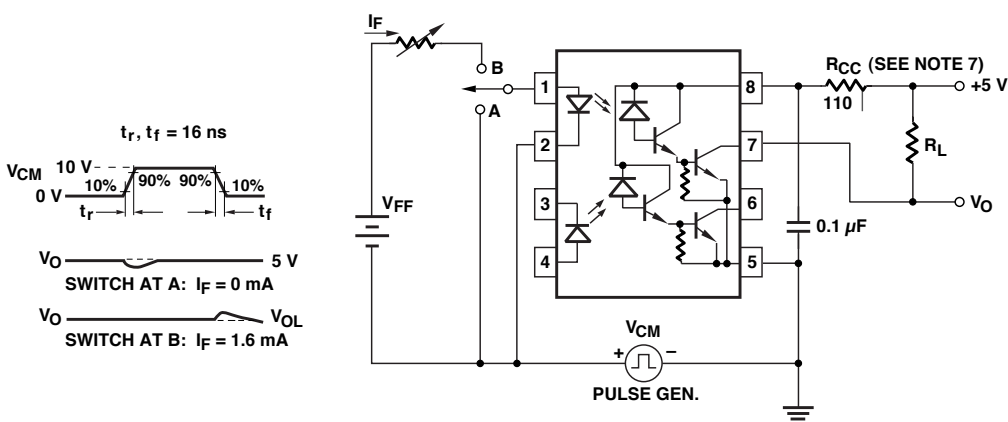 tr, tf = 16 ns
VCM
10 V
0 V
10%
90%
90%
10%
tr
tf
VO
5 V
SWITCH AT A: IF = 0 mA
VO
VOL
SWITCH AT B: IF = 1.6 mA
IF
B
A
VFF
1
2
3
4
8
7
6
5
RCC (SEE NOTE 7)
110
+5 V
RL
VO
0.1 µF
VCM
+
−
PULSE GEN.